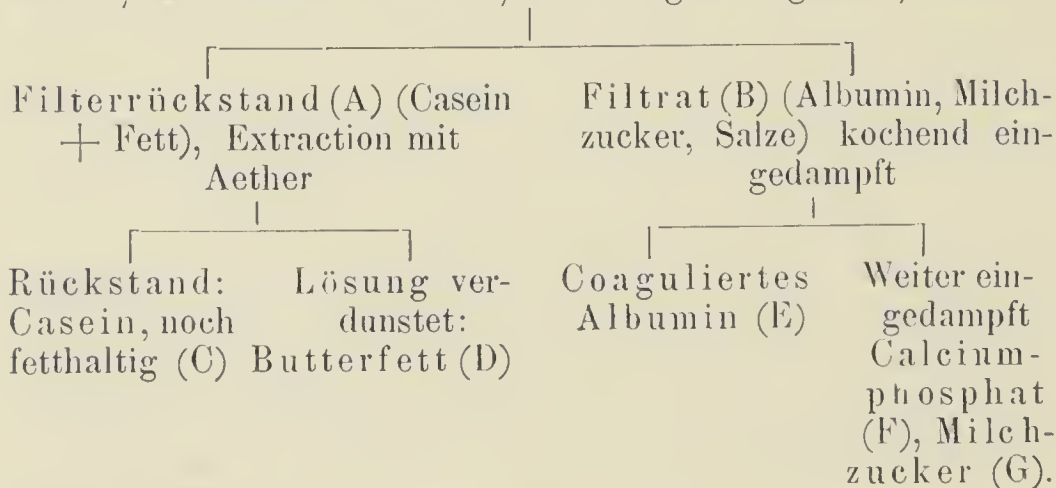 Filterrückstand (A) (Casein
+ Fett), Extraction mit
Aether
Filtrat (B) (Albumin, Milch-
zucker, Salze) kochend ein-
gedampft
Rückstand:
Casein, noch
fetthaltig (C)
Lösung ver-
dunstet:
Butterfett (D)
Coaguliertes
Albumin (E)
Weiter ein-
gedampft
Calcium-
phosphat
(F), Milch-
zucker (G).